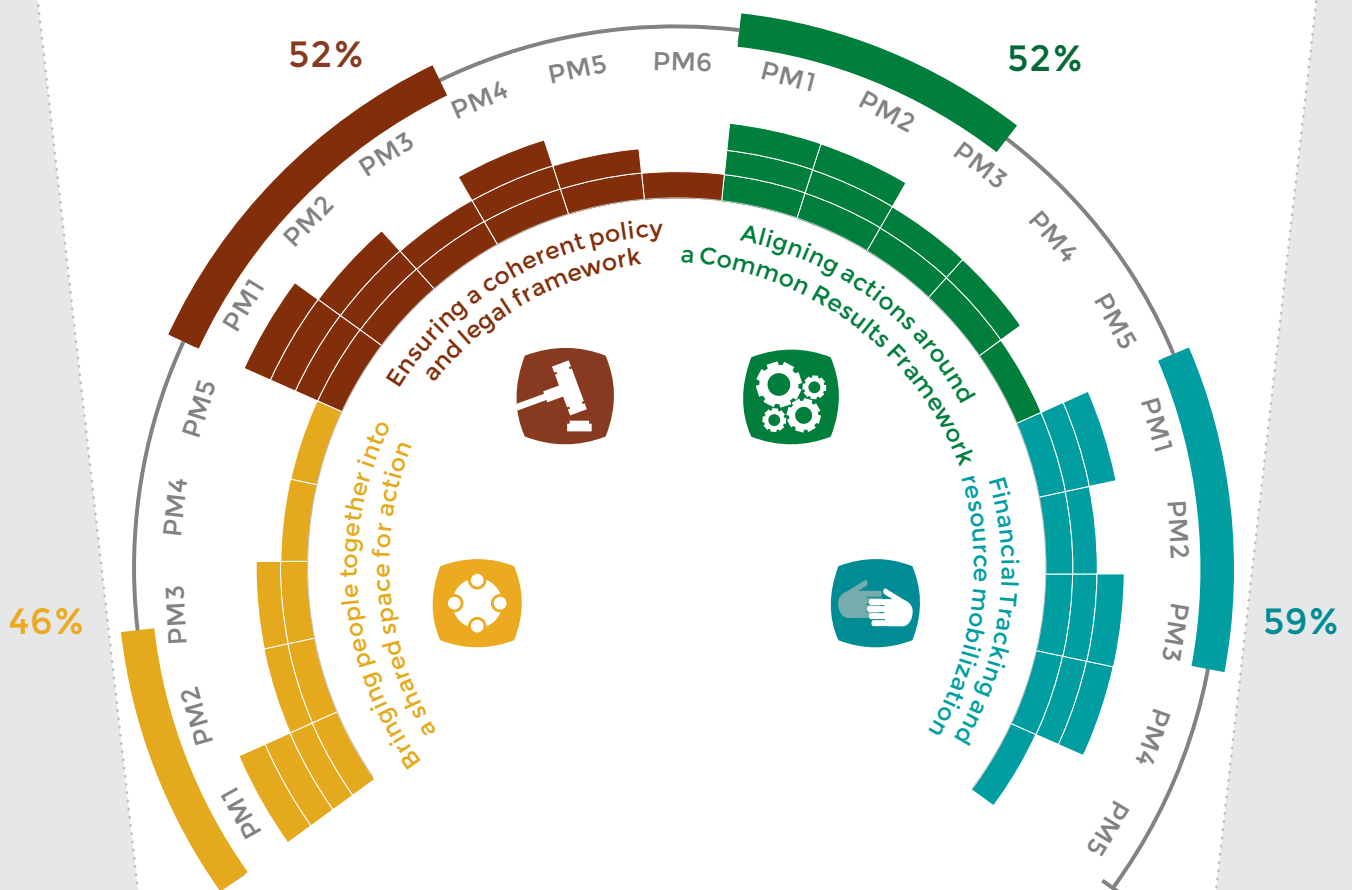 46%
PM1
PM2
PM3
PM4
PM5
Bringing people together into
a shared space for action
52%
PM1
PM2
PM3
PM4
PM5
PM6
Ensuring a coherent policy
and legal framework
52%
PM1
PM2
PM3
PM4
PM5
Aligning actions around
a Common Results Framework
59%
PM1
PM2
PM3
PM4
PM5
Financial Tracking and
resource mobilization